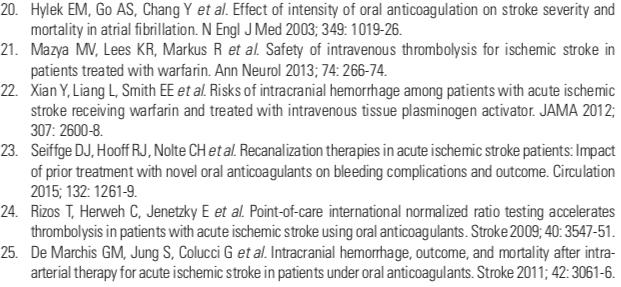 20. Hylek EM, Go AS, Chang Y et al. Effect of intensity of oral anticoagulation on stroke severity and
mortality in atrial fibrillation. N Engl J Med 2003; 349: 1019-26.
21. Mazya MV, Lees KR, Markus R et al. Safety of intravenous thrombolysis for ischemic stroke in
patients treated with warfarin. Ann Neurol 2013; 74: 266-74.
22. Xian Y, Liang L, Smith EE et al. Risks of intracranial hemorrhage among patients with acute ischemic
stroke receiving warfarin and treated with intravenous tissue plasminogen activator. JAMA 2012;
307: 2600-8.
23. Seiffge DJ, Hooff RJ, Nolte CH et al. Recanalization therapies in acute ischemic stroke patients: Impact
of prior treatment with novel oral anticoagulants on bleeding complications and outcome. Circulation
2015; 132: 1261-9.
24. Rizos T, Herweh C, Jenetzky E et al. Point-of-care international normalized ratio testing accelerates
thrombolysis in patients with acute ischemic stroke using oral anticoagulants. Stroke 2009; 40: 3547-51.
25. De Marchis GM, Jung S, Colucci G et al. Intracranial hemorrhage, outcome, and mortality after intra-
arterial therapy for acute ischemic stroke in patients under oral anticoagulants. Stroke 2011; 42: 3061-6.